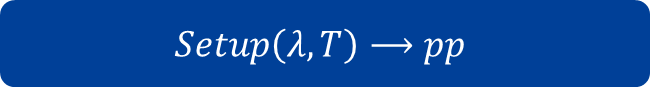 Setup(λ,T) ⟶ pp